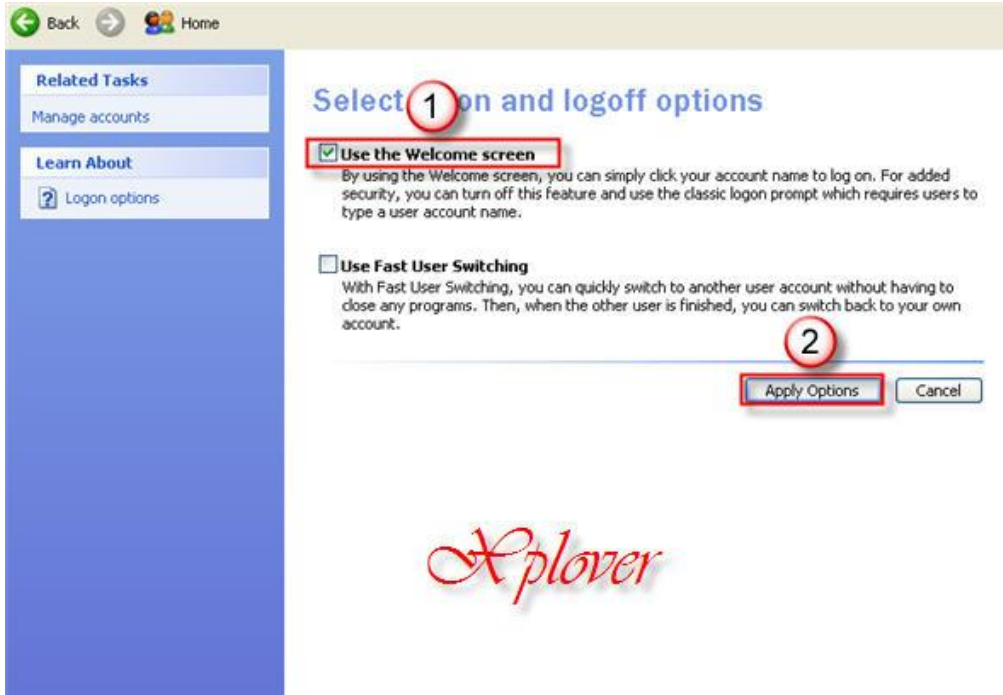 Back Home
Related Tasks
Manage accounts
Learn About
Logon options
Select on and logoff options
1
Use the Welcome screen
By using the Welcome screen, you can simply click your account name to log on. For added
security, you can turn off this feature and use the classic logon prompt which requires users to
type a user account name.
Use Fast User Switching
With Fast User Switching, you can quickly switch to another user account without having to
close any programs. Then, when the other user is finished, you can switch back to your own
account.
2
Apply Options Cancel
Xplover